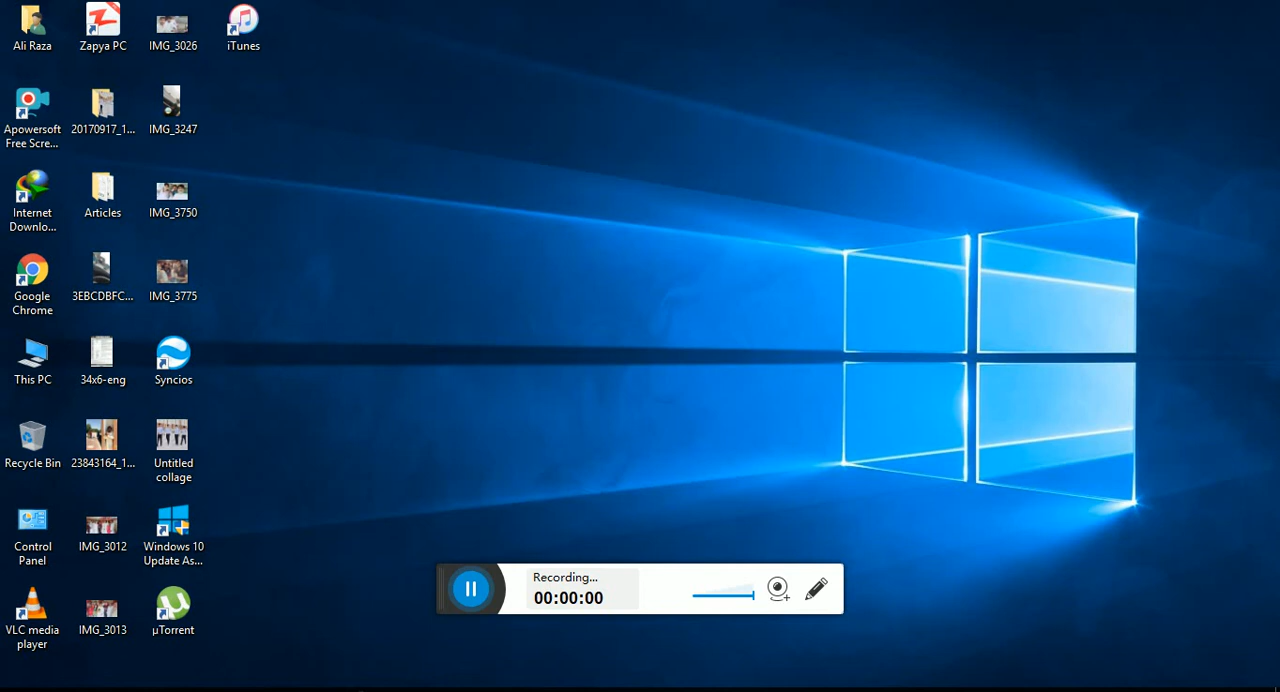 Ali Raza
Zapya PC
IMG_3026
iTunes
Apowersoft
Free Scre...
20170917_1...
IMG_3247
Internet
Downlo...
Articles
IMG_3750
Google
Chrome
3EBCDBFC...
IMG_3775
This PC
34x6-eng
Syncios
Recycle Bin
23843164_1...
Untitled
collage
Control
Panel
IMG_3012
Windows 10
Update As...
VLC media
player
IMG_3013
µTorrent
Recording...
00:00:00